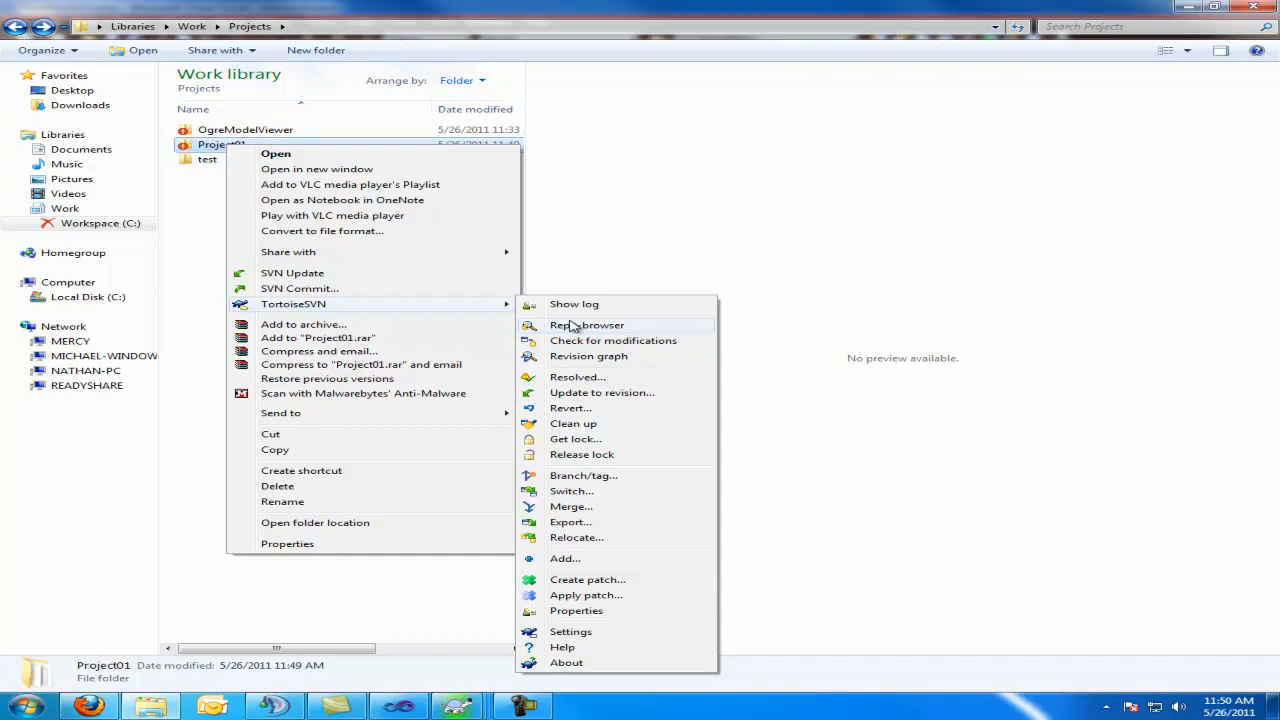 Libraries Work Projects
Search Projects
Organize Open Share with New folder
Favorites
Desktop
Downloads
Libraries
Documents
Music
Pictures
Videos
Work
Workspace (C:)
Homegroup
Computer
Local Disk (C:)
Network
MERCY
MICHAEL-WINDOW
NATHAN-PC
READYSHARE
Work library
Projects
Arrange by: Folder
Name Date modified
OgreModelViewer 5/26/2011 11:33
test
Open
Open in new window
Add to VLC media player's Playlist
Open as Notebook in OneNote
Play with VLC media player
Convert to file format...
Share with
SVN Update
SVN Commit...
TortoiseSVN
Add to archive...
Add to "Project01.rar"
Compress and email...
Compress to "Project01.rar" and email
Restore previous versions
Scan with Malwarebytes' Anti-Malware
Send to
Cut
Copy
Create shortcut
Delete
Rename
Open folder location
Properties
Show log
browser
Check for modifications
Revision graph
Resolved...
Update to revision...
Revert...
Clean up
Get lock...
Release lock
Branch/tag...
Switch...
Merge...
Export...
Relocate...
Add...
Create patch...
Apply patch...
Properties
Settings
Help
About
No preview available.
Project01 Date modified: 5/26/2011 11:49 AM
File folder
11:50 AM
5/26/2011